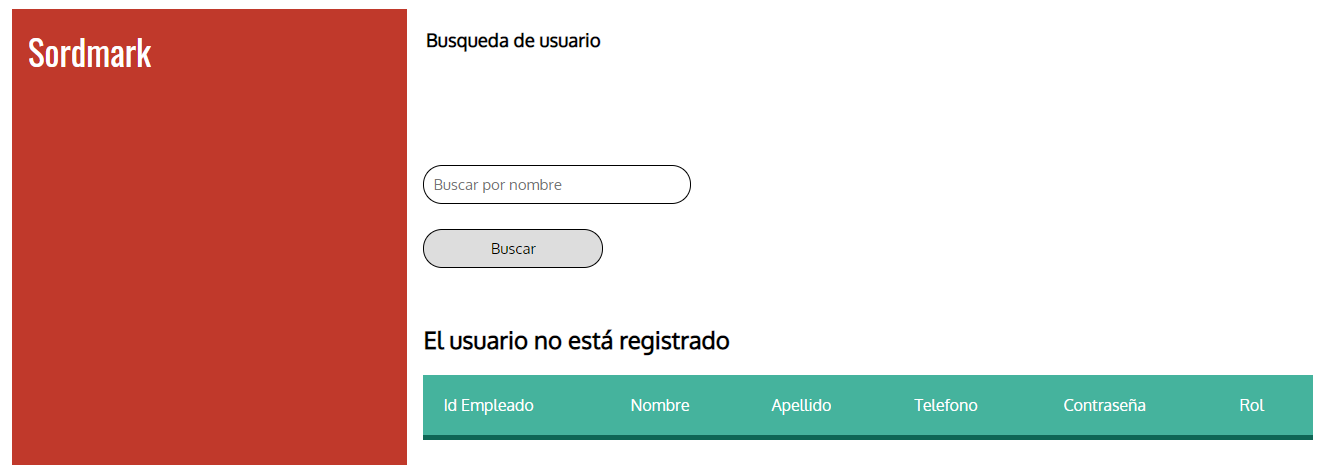 Sordmark
Busqueda de usuario
Buscar por nombre
Buscar
El usuario no está registrado
Id Empleado Nombre Apellido Telefono Contraseña Rol